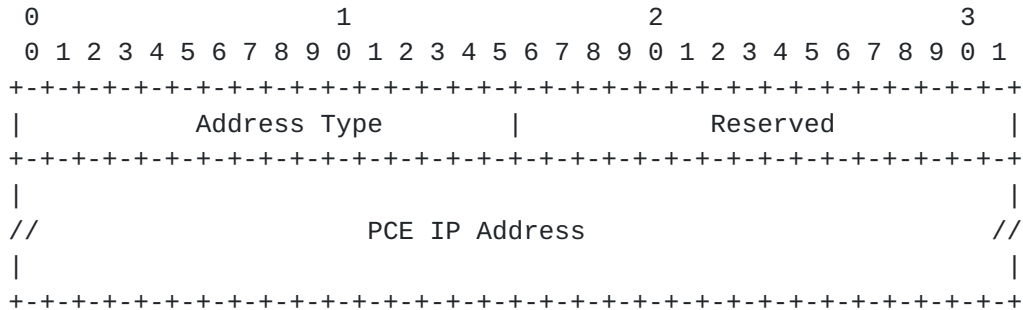 0                   1                   2                   3
 0 1 2 3 4 5 6 7 8 9 0 1 2 3 4 5 6 7 8 9 0 1 2 3 4 5 6 7 8 9 0 1
+-+-+-+-+-+-+-+-+-+-+-+-+-+-+-+-+-+-+-+-+-+-+-+-+-+-+-+-+-+-+-+-+
|           Address Type        |            Reserved           |
+-+-+-+-+-+-+-+-+-+-+-+-+-+-+-+-+-+-+-+-+-+-+-+-+-+-+-+-+-+-+-+-+
|                                                               |
//                     PCE IP Address                          //
|                                                               |
+-+-+-+-+-+-+-+-+-+-+-+-+-+-+-+-+-+-+-+-+-+-+-+-+-+-+-+-+-+-+-+-+